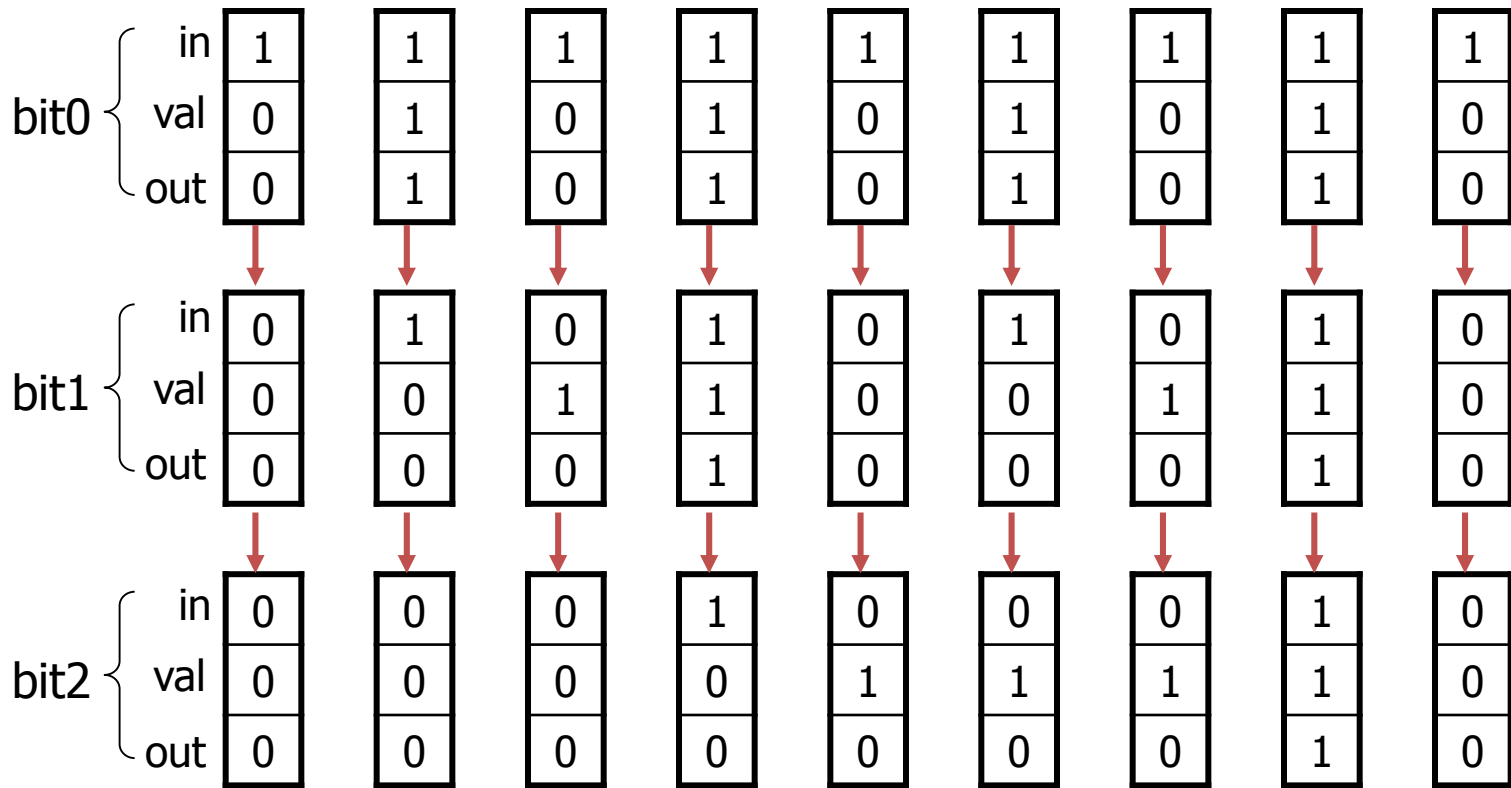 in 1 1 1 1 1 1 1 1 1
bit0 val 0 1 0 1 0 1 0 1 0
out 0 1 0 1 0 1 0 1 0
in 0 1 0 1 0 1 0 1 0
bit1 val 0 0 1 1 0 0 1 1 0
out 0 0 0 1 0 0 0 1 0
in 0 0 0 1 0 0 0 1 0
bit2 val 0 0 0 0 1 1 1 1 0
out 0 0 0 0 0 0 0 1 0